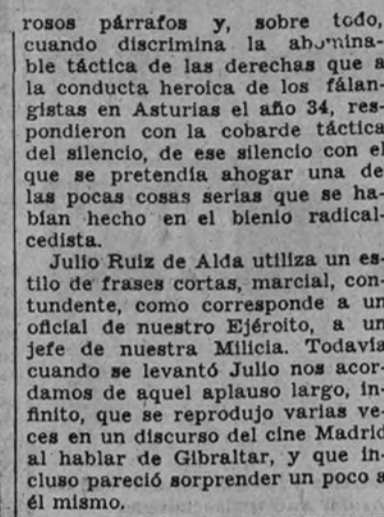 rosos párrafos y, sobre todo,
cuando discrimina la abomina-
ble táctica de las derechas que a
la conducta heroica de los fálan-
gistas en Asturias el año 34, res-
pondieron con la cobarde táctica
del silencio, de ese silencio con el
que se pretendía ahogar una de
las pocas cosas serias que se ha-
bían hecho en el bienio radical-
cedista.
Julio Ruiz de Alda utiliza un es-
tilo de frases cortas, marcial, con-
tundente, como corresponde a un
oficial de nuestro Ejéroito, a un
jefe de nuestra Milicia. Todavía
cuando se levantó Julio nos acor-
damos de aquel aplauso largo, in-
finito, que se reprodujo varias ve-
ces en un discurso del cine Madrid
al hablar de Gibraltar, y que in-
cluso pareció sorprender un poco a
él mismo.